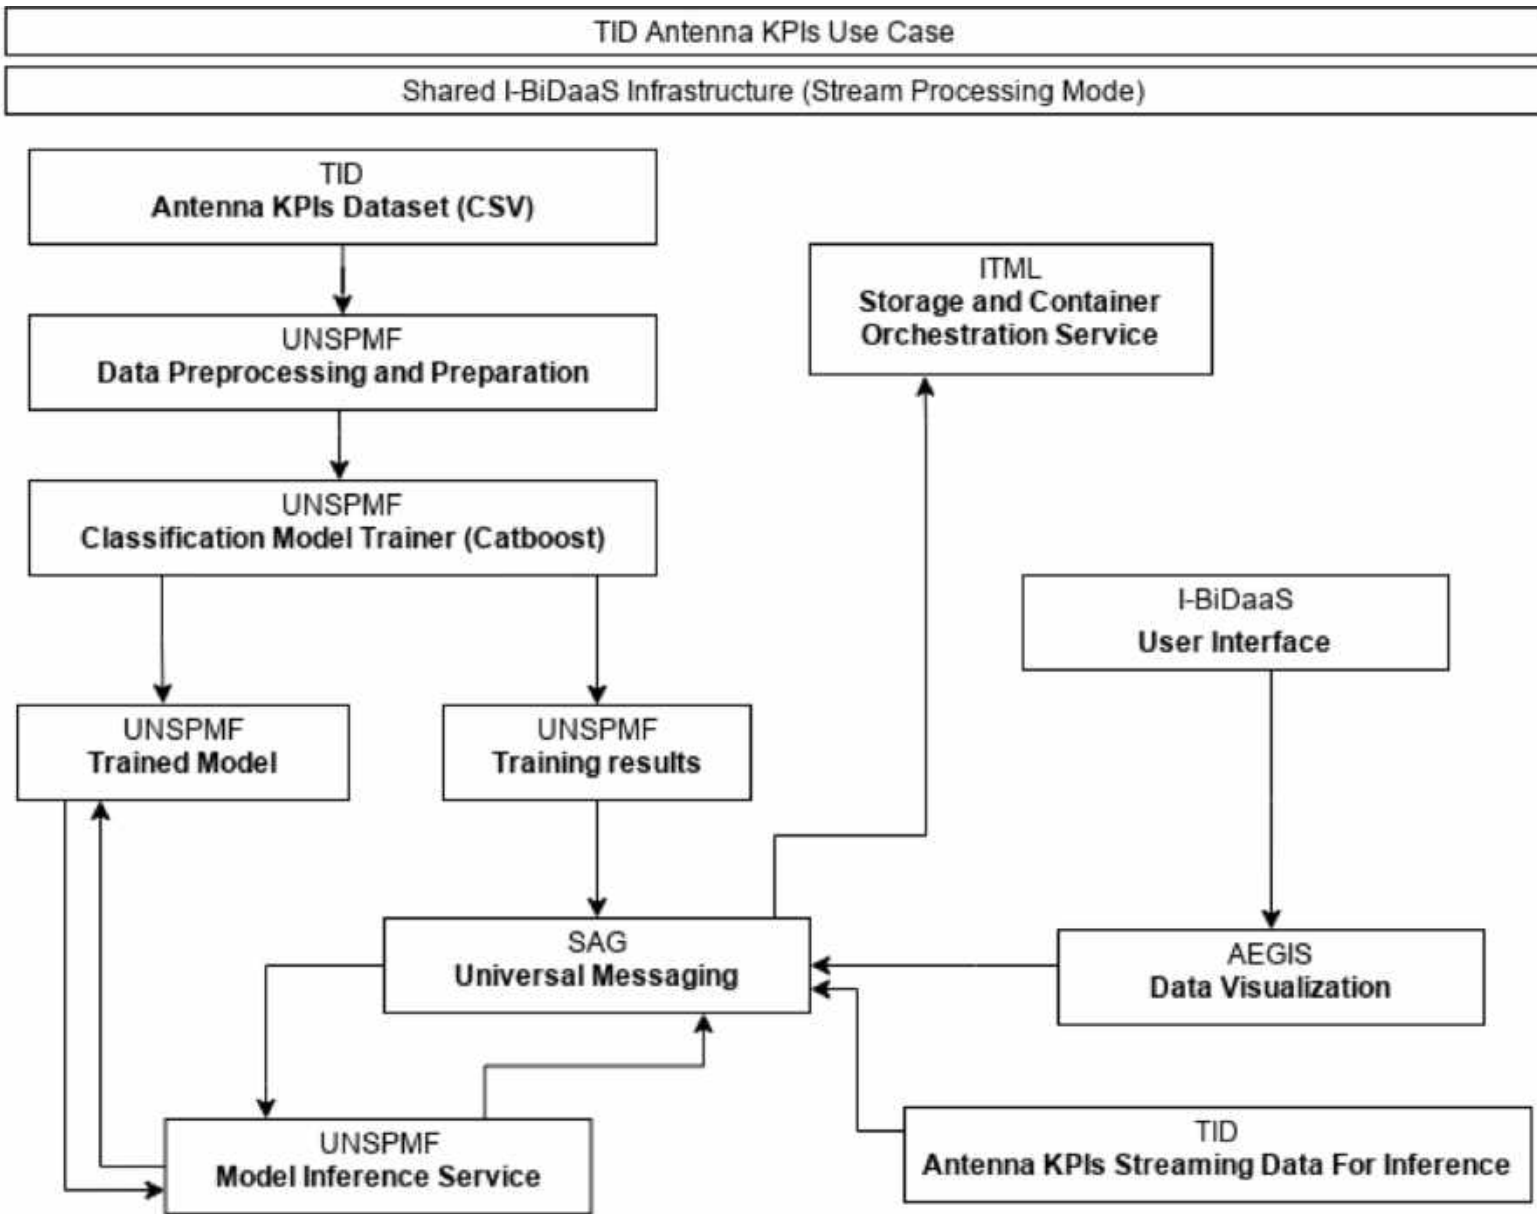 TID Antenna KPIs Use Case
Shared I-BiDaaS Infrastructure (Stream Processing Mode)
TID
Antenna KPIs Dataset (CSV)
ITML
Storage and Container
Orchestration Service
UNSPMF
Data Preprocessing and Preparation
UNSPMF
Classification Model Trainer (Catboost)
I-BiDaaS
User Interface
UNSPMF
Trained Model
UNSPMF
Training results
SAG
Universal Messaging
AEGIS
Data Visualization
UNSPMF
Model Inference Service
TID
Antenna KPIs Streaming Data For Inference